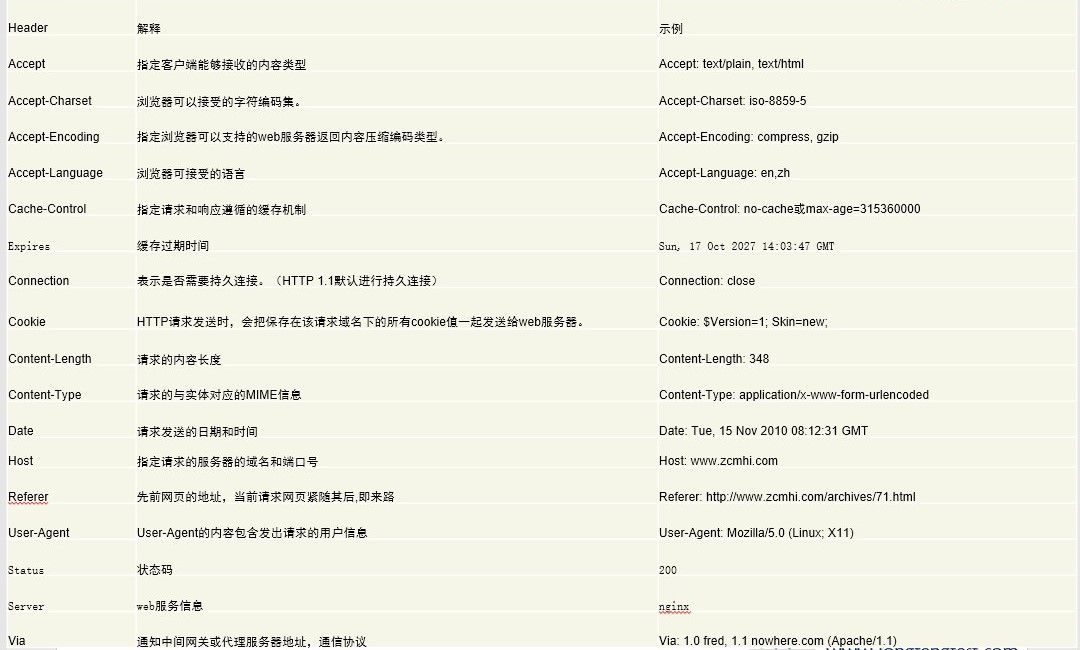 Header 解释 示例
Accept 指定客户端能够接收的内容类型 Accept: text/plain, text/html
Accept-Charset 浏览器可以接受的字符编码集。 Accept-Charset: iso-8859-5
Accept-Encoding 指定浏览器可以支持的web服务器返回内容压缩编码类型。 Accept-Encoding: compress, gzip
Accept-Language 浏览器可接受的语言 Accept-Language: en,zh
Cache-Control 指定请求和响应遵循的缓存机制 Cache-Control: no-cache或max-age=315360000
Expires 缓存过期时间 Sun, 17 Oct 2027 14:03:47 GMT
Connection 表示是否需要持久连接。（HTTP 1.1默认进行持久连接） Connection: close
Cookie HTTP请求发送时，会把保存在该请求域名下的所有cookie值一起发送给web服务器。 Cookie: $Version=1; Skin=new;
Content-Length 请求的内容长度 Content-Length: 348
Content-Type 请求的与实体对应的MIME信息 Content-Type: application/x-www-form-urlencoded
Date 请求发送的日期和时间 Date: Tue, 15 Nov 2010 08:12:31 GMT
Host 指定请求的服务器的域名和端口号 Host: www.zcmhi.com
Referer 先前网页的地址，当前请求网页紧随其后,即来路 Referer: http://www.zcmhi.com/archives/71.html
User-Agent User-Agent的内容包含发出请求的用户信息 User-Agent: Mozilla/5.0 (Linux; X11)
Status 状态码 200
Server web服务信息 nginx
Via 通知中间网关或代理服务器地址，通信协议 Via: 1.0 fred, 1.1 nowhere.com (Apache/1.1)